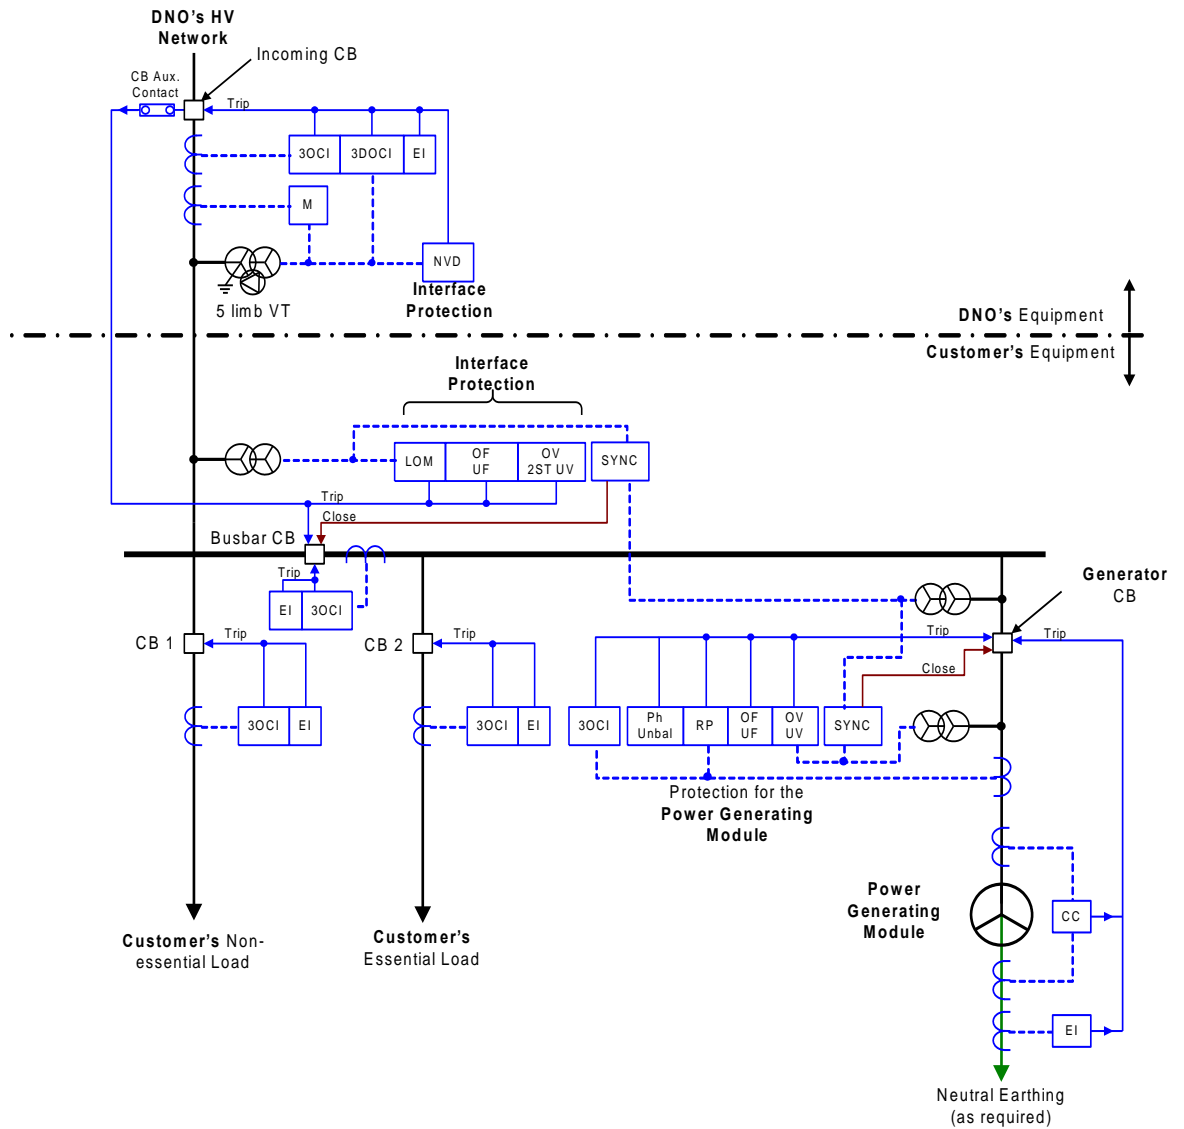 DNO's HV
Network
Incoming CB
CB Aux.
Contact
Trip
3OCI
3DOCI
EI
M
NVD
5 limb VT
Interface
Protection
DNO's Equipment
Customer's Equipment
Interface
Protection
LOM
OF
UF
OV
2ST UV
SYNC
Trip
Close
Busbar CB
Trip
EI
3OCI
Generator
CB
CB 1
Trip
CB 2
Trip
Trip
Trip
Close
3OCI
EI
3OCI
EI
3OCI
Ph
Unbal
RP
OF
UF
OV
UV
SYNC
Protection for the
Power Generating
Module
Power
Generating
Module
CC
Customer's Non-
essential Load
Customer's
Essential Load
EI
Neutral Earthing
(as required)